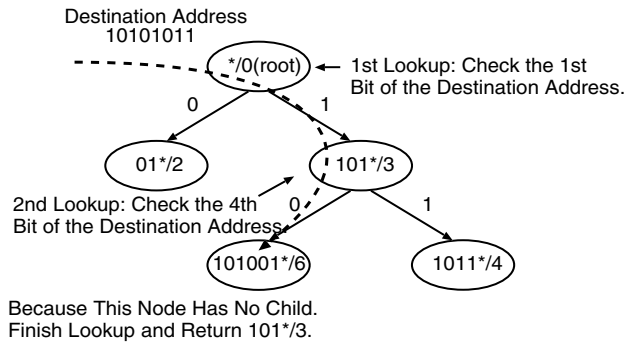 Destination Address
10101011
*/0(root)
1st Lookup: Check the 1st
Bit of the Destination Address.
0
1
01*/2
101*/3
2nd Lookup: Check the 4th
Bit of the Destination Address.
0
1
101001*/6
1011*/4
Because This Node Has No Child.
Finish Lookup and Return 101*/3.